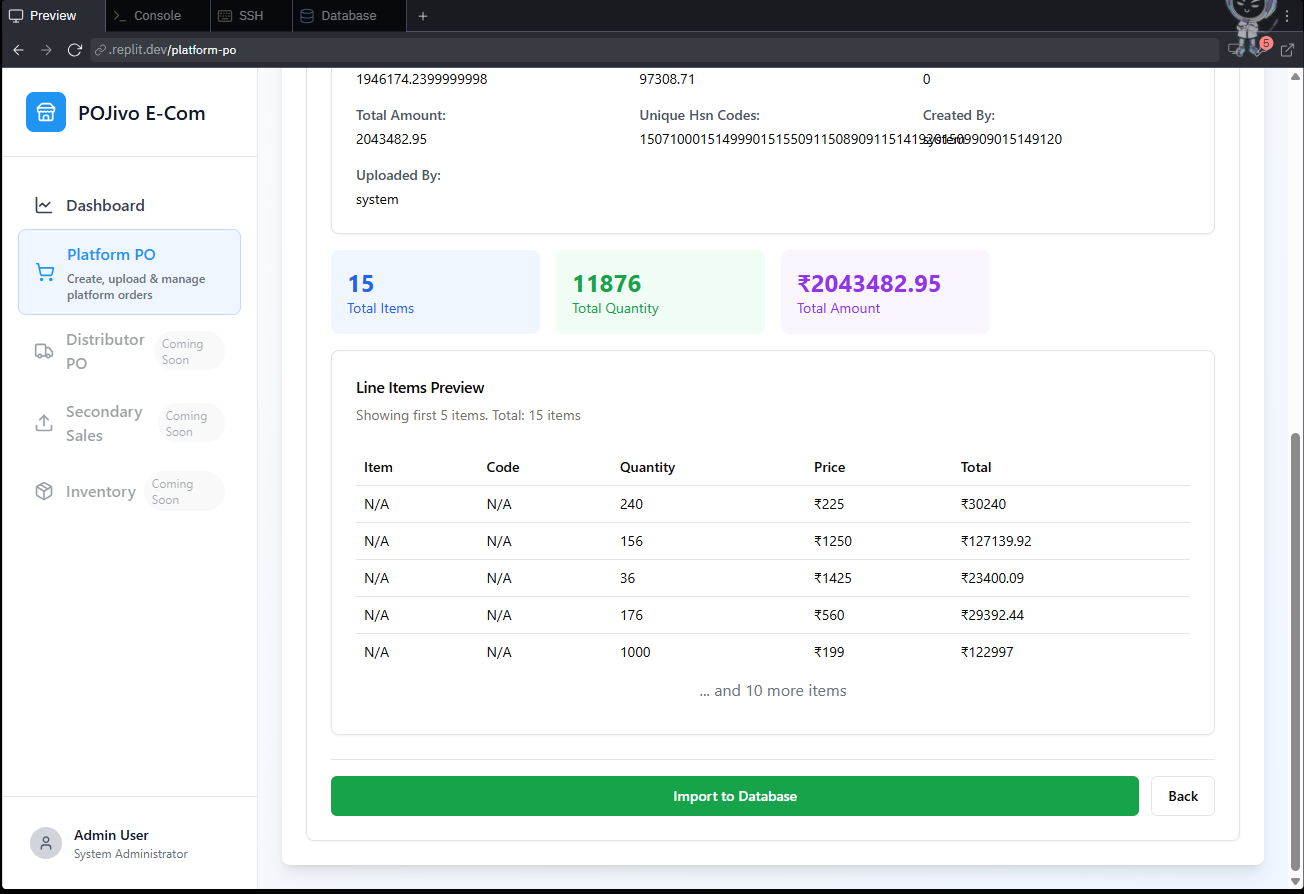 Preview
Console
SSH
Database
+
.replit.dev/platform-po
5
POJivo E-Com
Dashboard
Platform PO
Create, upload & manage
platform orders
Distributor
PO
Coming
Soon
Secondary
Sales
Coming
Soon
Inventory
Coming
Soon
Admin User
System Administrator
1946174.2399999998 97308.71 0
Total Amount: Unique Hsn Codes: Created By:
2043482.95 system
Uploaded By:
system
15
Total Items
11876
Total Quantity
₹2043482.95
Total Amount
Line Items Preview
Showing first 5 items. Total: 15 items
Item Code Quantity Price Total
N/A N/A 240 ₹225 ₹30240
N/A N/A 156 ₹1250 ₹127139.92
N/A N/A 36 ₹1425 ₹23400.09
N/A N/A 176 ₹560 ₹29392.44
N/A N/A 1000 ₹199 ₹122997
... and 10 more items
Import to Database
Back